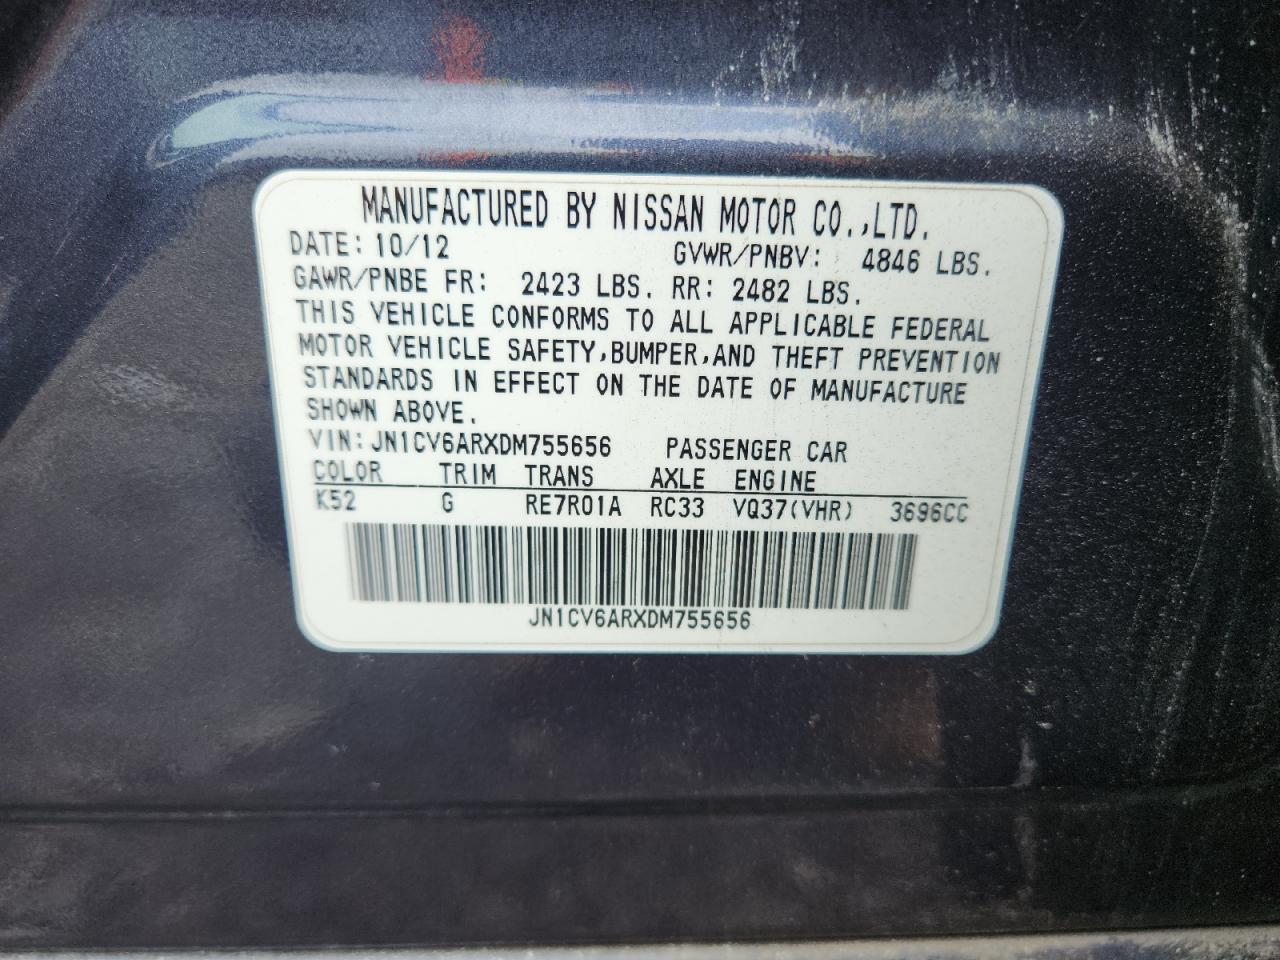 MANUFACTURED BY NISSAN MOTOR CO.,LTD.
DATE: 10/12 GVWR/PNBV: 4846 LBS.
GAWR/PNBE FR: 2423 LBS. RR: 2482 LBS.
THIS VEHICLE CONFORMS TO ALL APPLICABLE FEDERAL
MOTOR VEHICLE SAFETY,BUMPER,AND THEFT PREVENTION
STANDARDS IN EFFECT ON THE DATE OF MANUFACTURE
SHOWN ABOVE.
VIN: JN1CV6ARXDM755656 PASSENGER CAR
COLOR TRIM TRANS AXLE ENGINE
K52 G RE7R01A RC33 VQ37(VHR) 3696CC
JN1CV6ARXDM755656